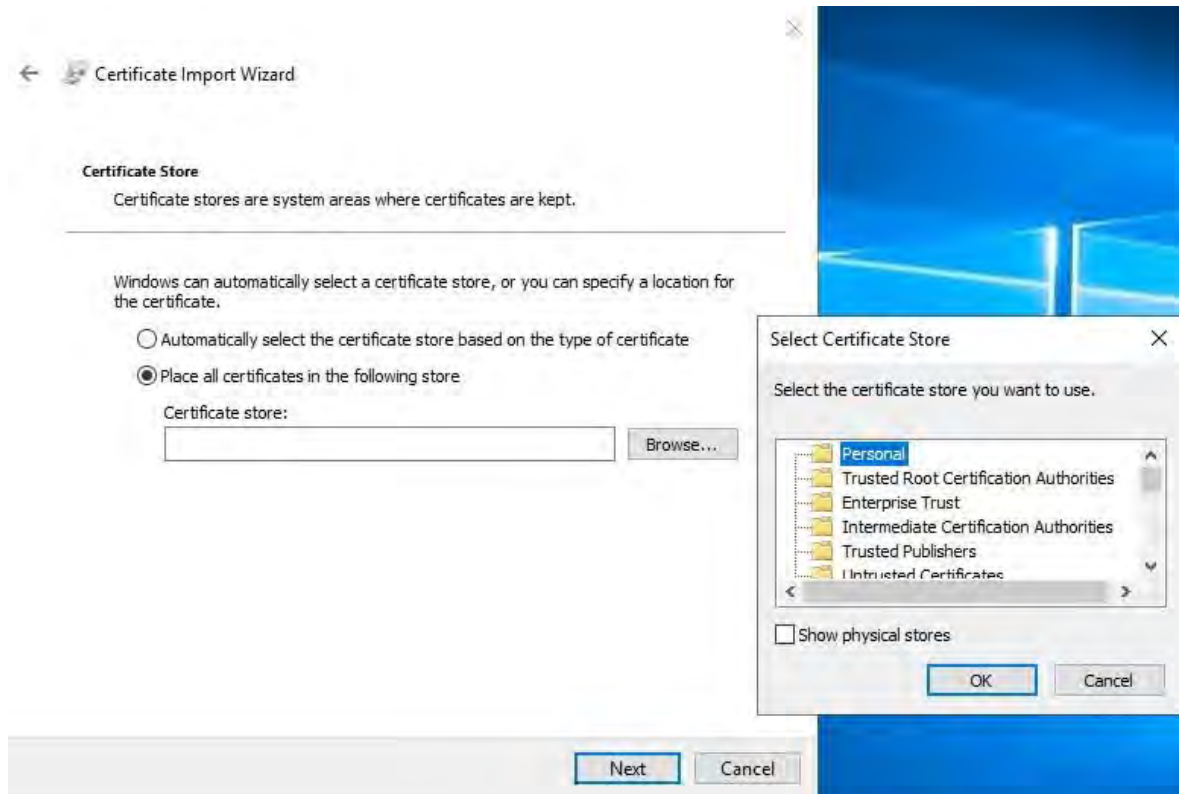 Certificate Import Wizard
Certificate Store
Certificate stores are system areas where certificates are kept.
Windows can automatically select a certificate store, or you can specify a location for
the certificate.
Automatically select the certificate store based on the type of certificate
Place all certificates in the following store
Certificate store:
Browse...
Next
Cancel
Select Certificate Store
Select the certificate store you want to use.
Personal
Trusted Root Certification Authorities
Enterprise Trust
Intermediate Certification Authorities
Trusted Publishers
Untrusted Certificates
Show physical stores
OK
Cancel